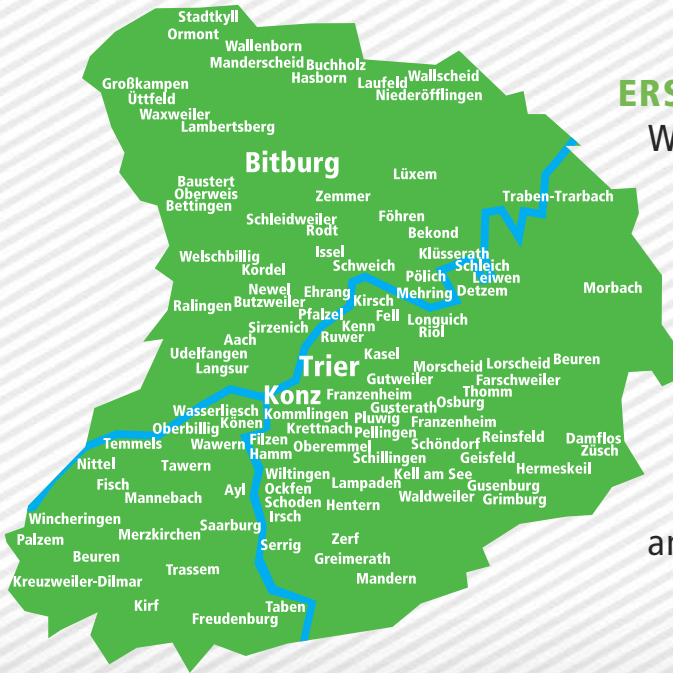 Stadtkyll
Ormont
Wallenborn
Manderscheid
Buchholz
Hasborn
Laufeld
Wallscheid
Niederöfflingen
Großkampen
Üttfeld
Waxweiler
Lambertsberg
ERS
W
Bitburg
Lüxem
Baustert
Oberweis
Bettingen
Zemmer
Traben-Trarbach
Schleidweiler
Rodt
Föhren
Bekond
Welschbillig
Kordel
Issel
Schweich
Klüsserath
Schleich
Pölich
Leiwen
Morbach
Newel
Ehrang
Kirsch
Mehring
Detzem
Ralingen
Butzweiler
Pfalzel
Fell
Longuich
Sirzenich
Kenn
Riol
Aach
Ruwer
Udelfangen
Kasel
Langsur
Trier
Morscheid
Lorscheid
Beuren
Gutweiler
Farschweiler
Konz
Franzenheim
Thomm
Wasserliesch
Kommlingen
Gusterath
Osburg
Könen
Pluwig
Franzenheim
Oberbillig
Krettnach
Pellingen
Temmels
Wawern
Filzen
Oberemmel
Schöndorf
Reinsfeld
Damflos
Hamm
Schillingen
Geisfeld
Züsch
Nittel
Tawern
Wiltingen
Kell am See
Hermeskeil
Fisch
Ayl
Ockfen
Lampaden
Gusenburg
Mannebach
Schoden
Hentern
Waldweiler
Grimburg
Wincheringen
Saarburg
Irsch
Palzem
Merzkirchen
Serrig
Zerf
an
Beuren
Greimerath
Kreuzweiler-Dilmar
Trassem
Mandern
Kirf
Taben
Freudenburg